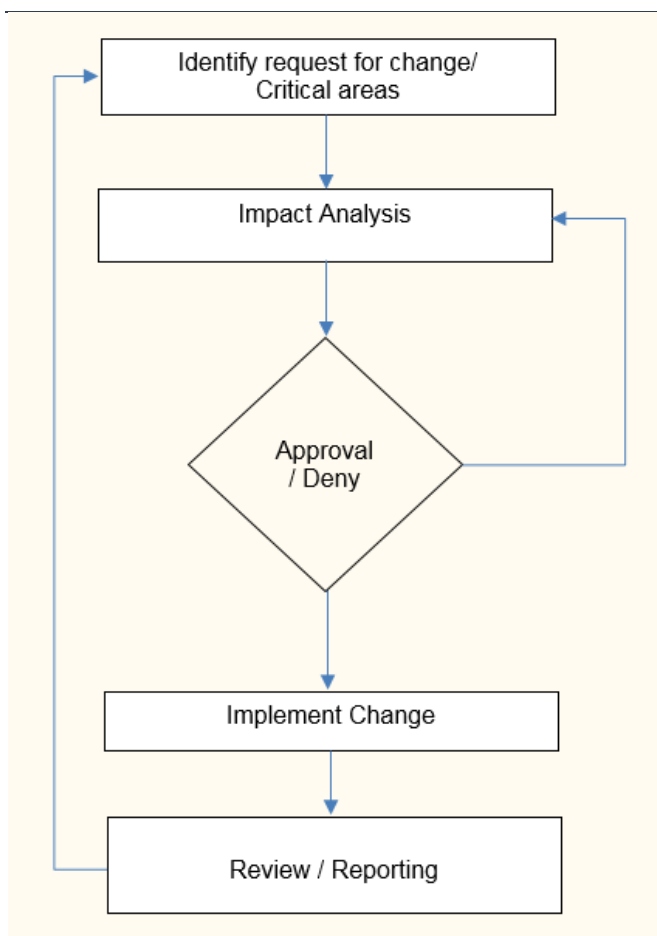 Identify request for change/
Critical areas
Impact Analysis
Approval
/ Deny
Implement Change
Review / Reporting